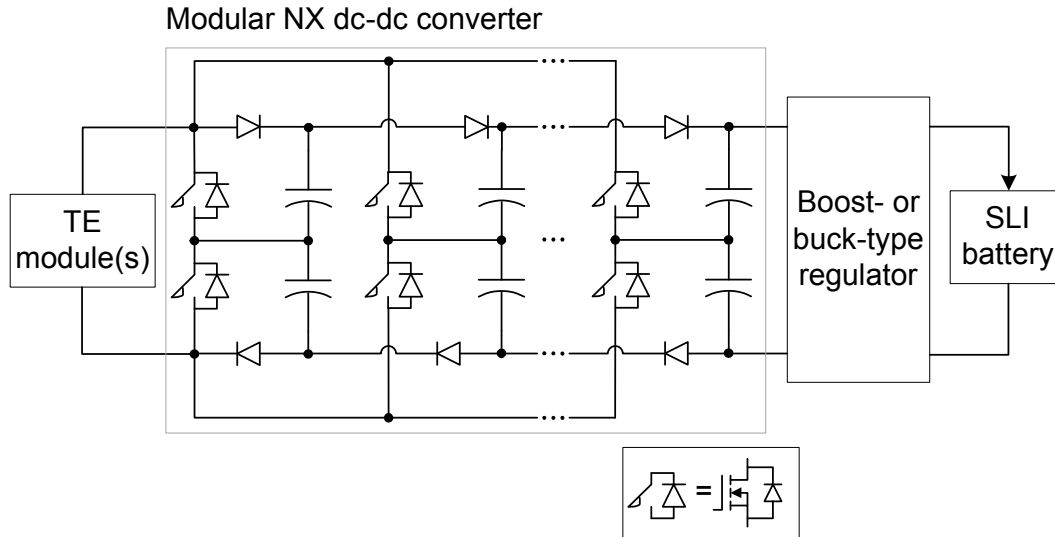 Modular NX dc-dc converter
TE
module(s)
Boost- or
buck-type
regulator
SLI
battery
=